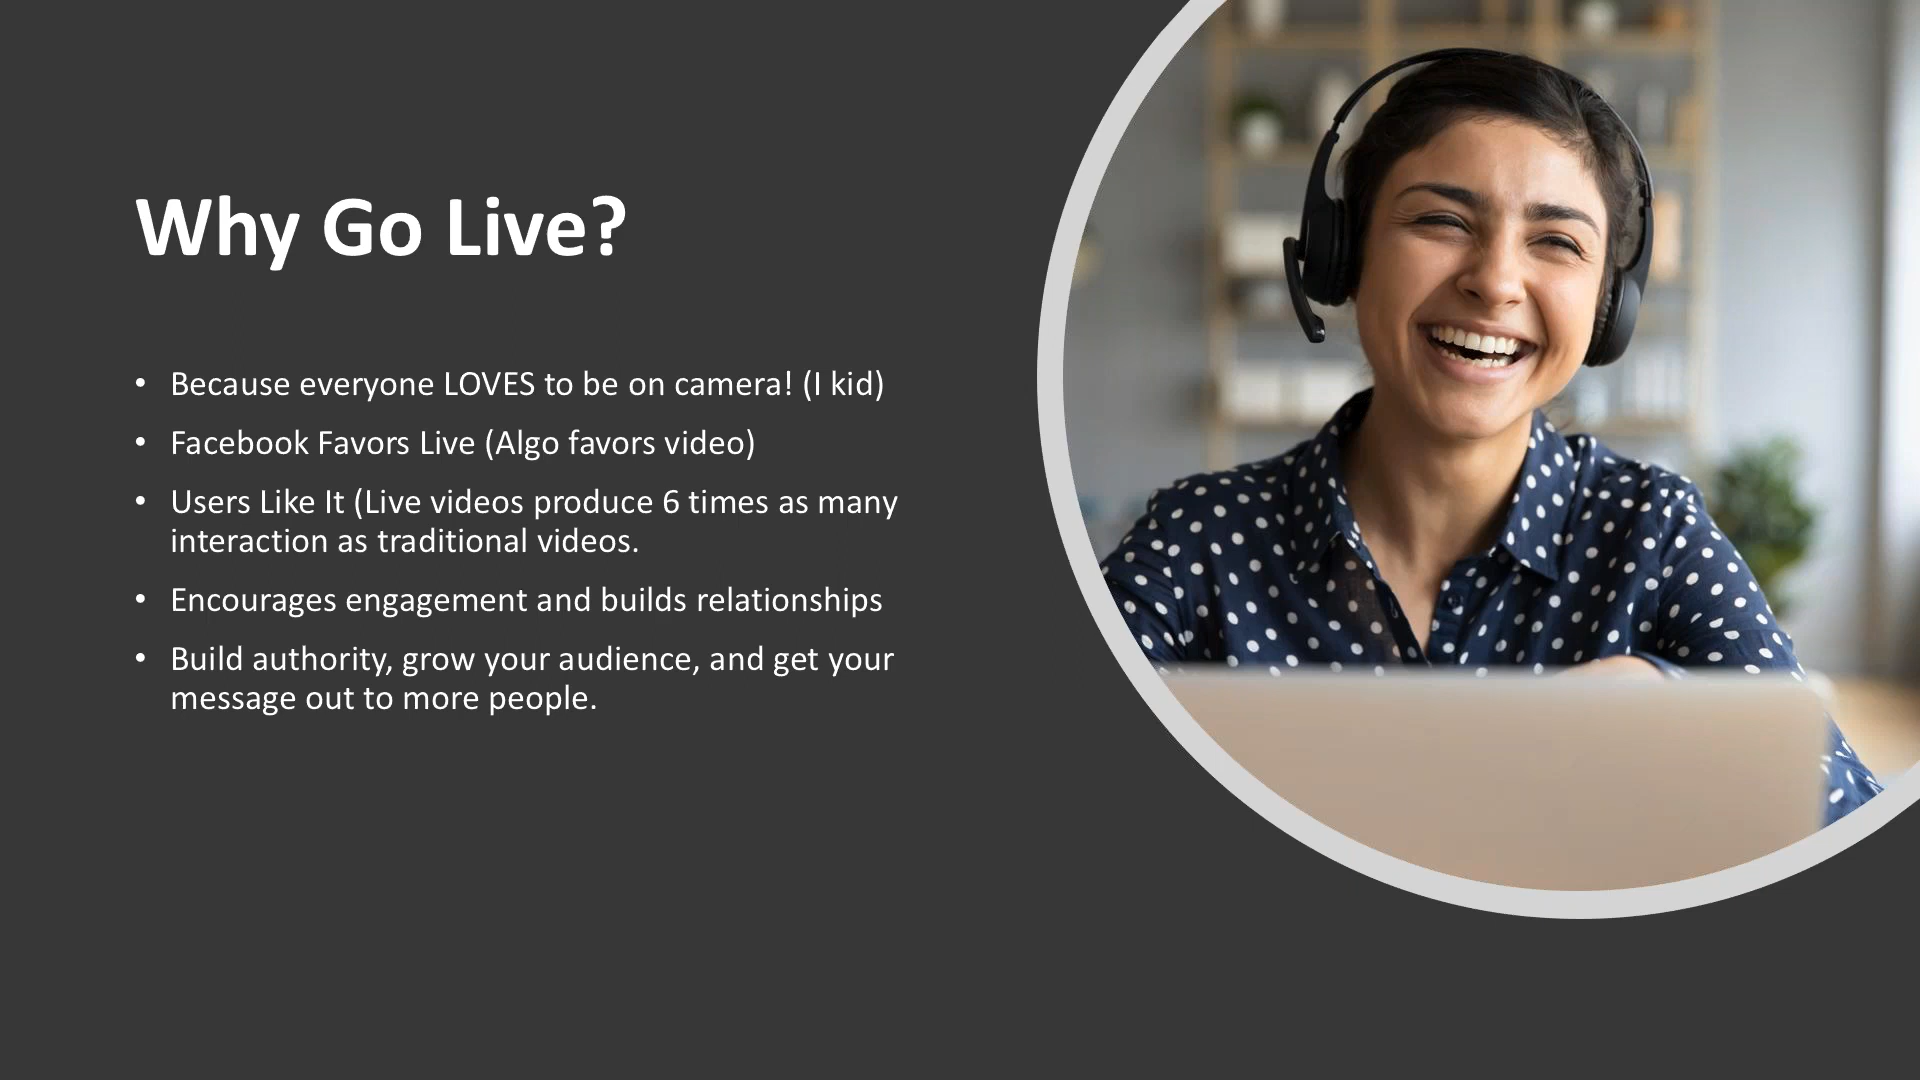 Why Go Live?
• Because everyone LOVES to be on camera! (I kid)
• Facebook Favors Live (Algo favors video)
• Users Like It (Live videos produce 6 times as many
interaction as traditional videos.
• Encourages engagement and builds relationships
• Build authority, grow your audience, and get your
message out to more people.